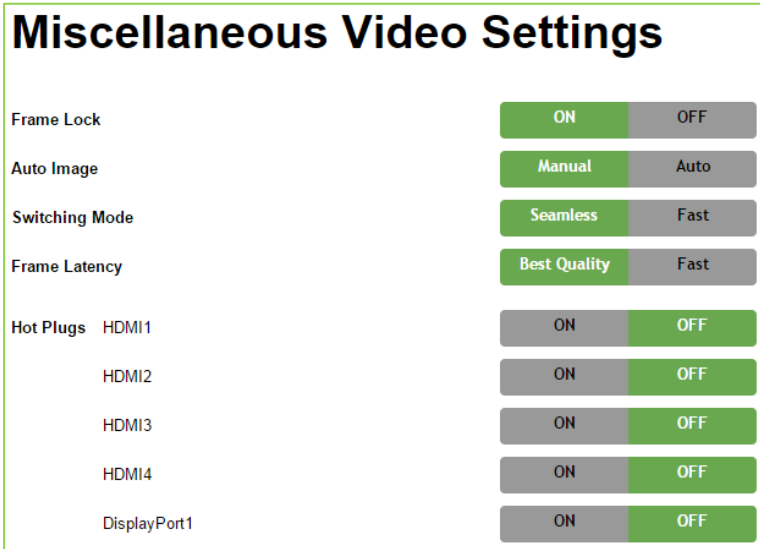 Miscellaneous Video Settings
Frame Lock ON OFF
Auto Image Manual Auto
Switching Mode Seamless Fast
Frame Latency Best Quality Fast
Hot Plugs HDMI1 ON OFF
HDMI2 ON OFF
HDMI3 ON OFF
HDMI4 ON OFF
DisplayPort1 ON OFF